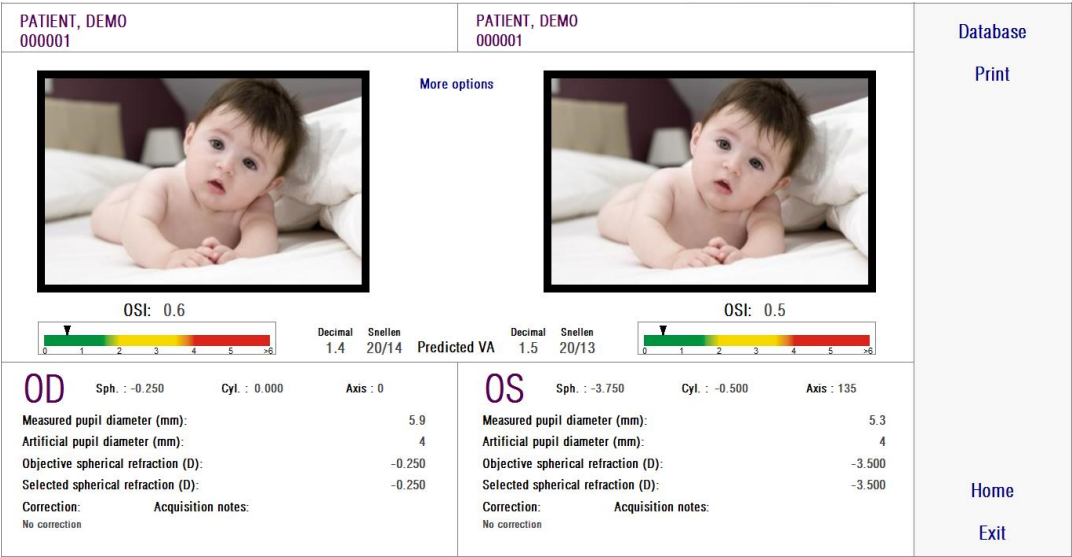 PATIENT, DEMO
000001
PATIENT, DEMO
000001
Database
Print
More options
OSI: 0.6
OSI: 0.5
0 1 2 3 4 5 >6
Decimal Snellen
1.4 20/14
Predicted VA
Decimal Snellen
1.5 20/13
0 1 2 3 4 5 >6
OD Sph. : -0.250 Cyl. : 0.000 Axis : 0
Measured pupil diameter (mm): 5.9
Artificial pupil diameter (mm): 4
Objective spherical refraction (D): -0.250
Selected spherical refraction (D): -0.250
Correction: Acquisition notes:
No correction
OS Sph. : -3.750 Cyl. : -0.500 Axis : 135
Measured pupil diameter (mm): 5.3
Artificial pupil diameter (mm): 4
Objective spherical refraction (D): -3.500
Selected spherical refraction (D): -3.500
Correction: Acquisition notes:
No correction
Home
Exit